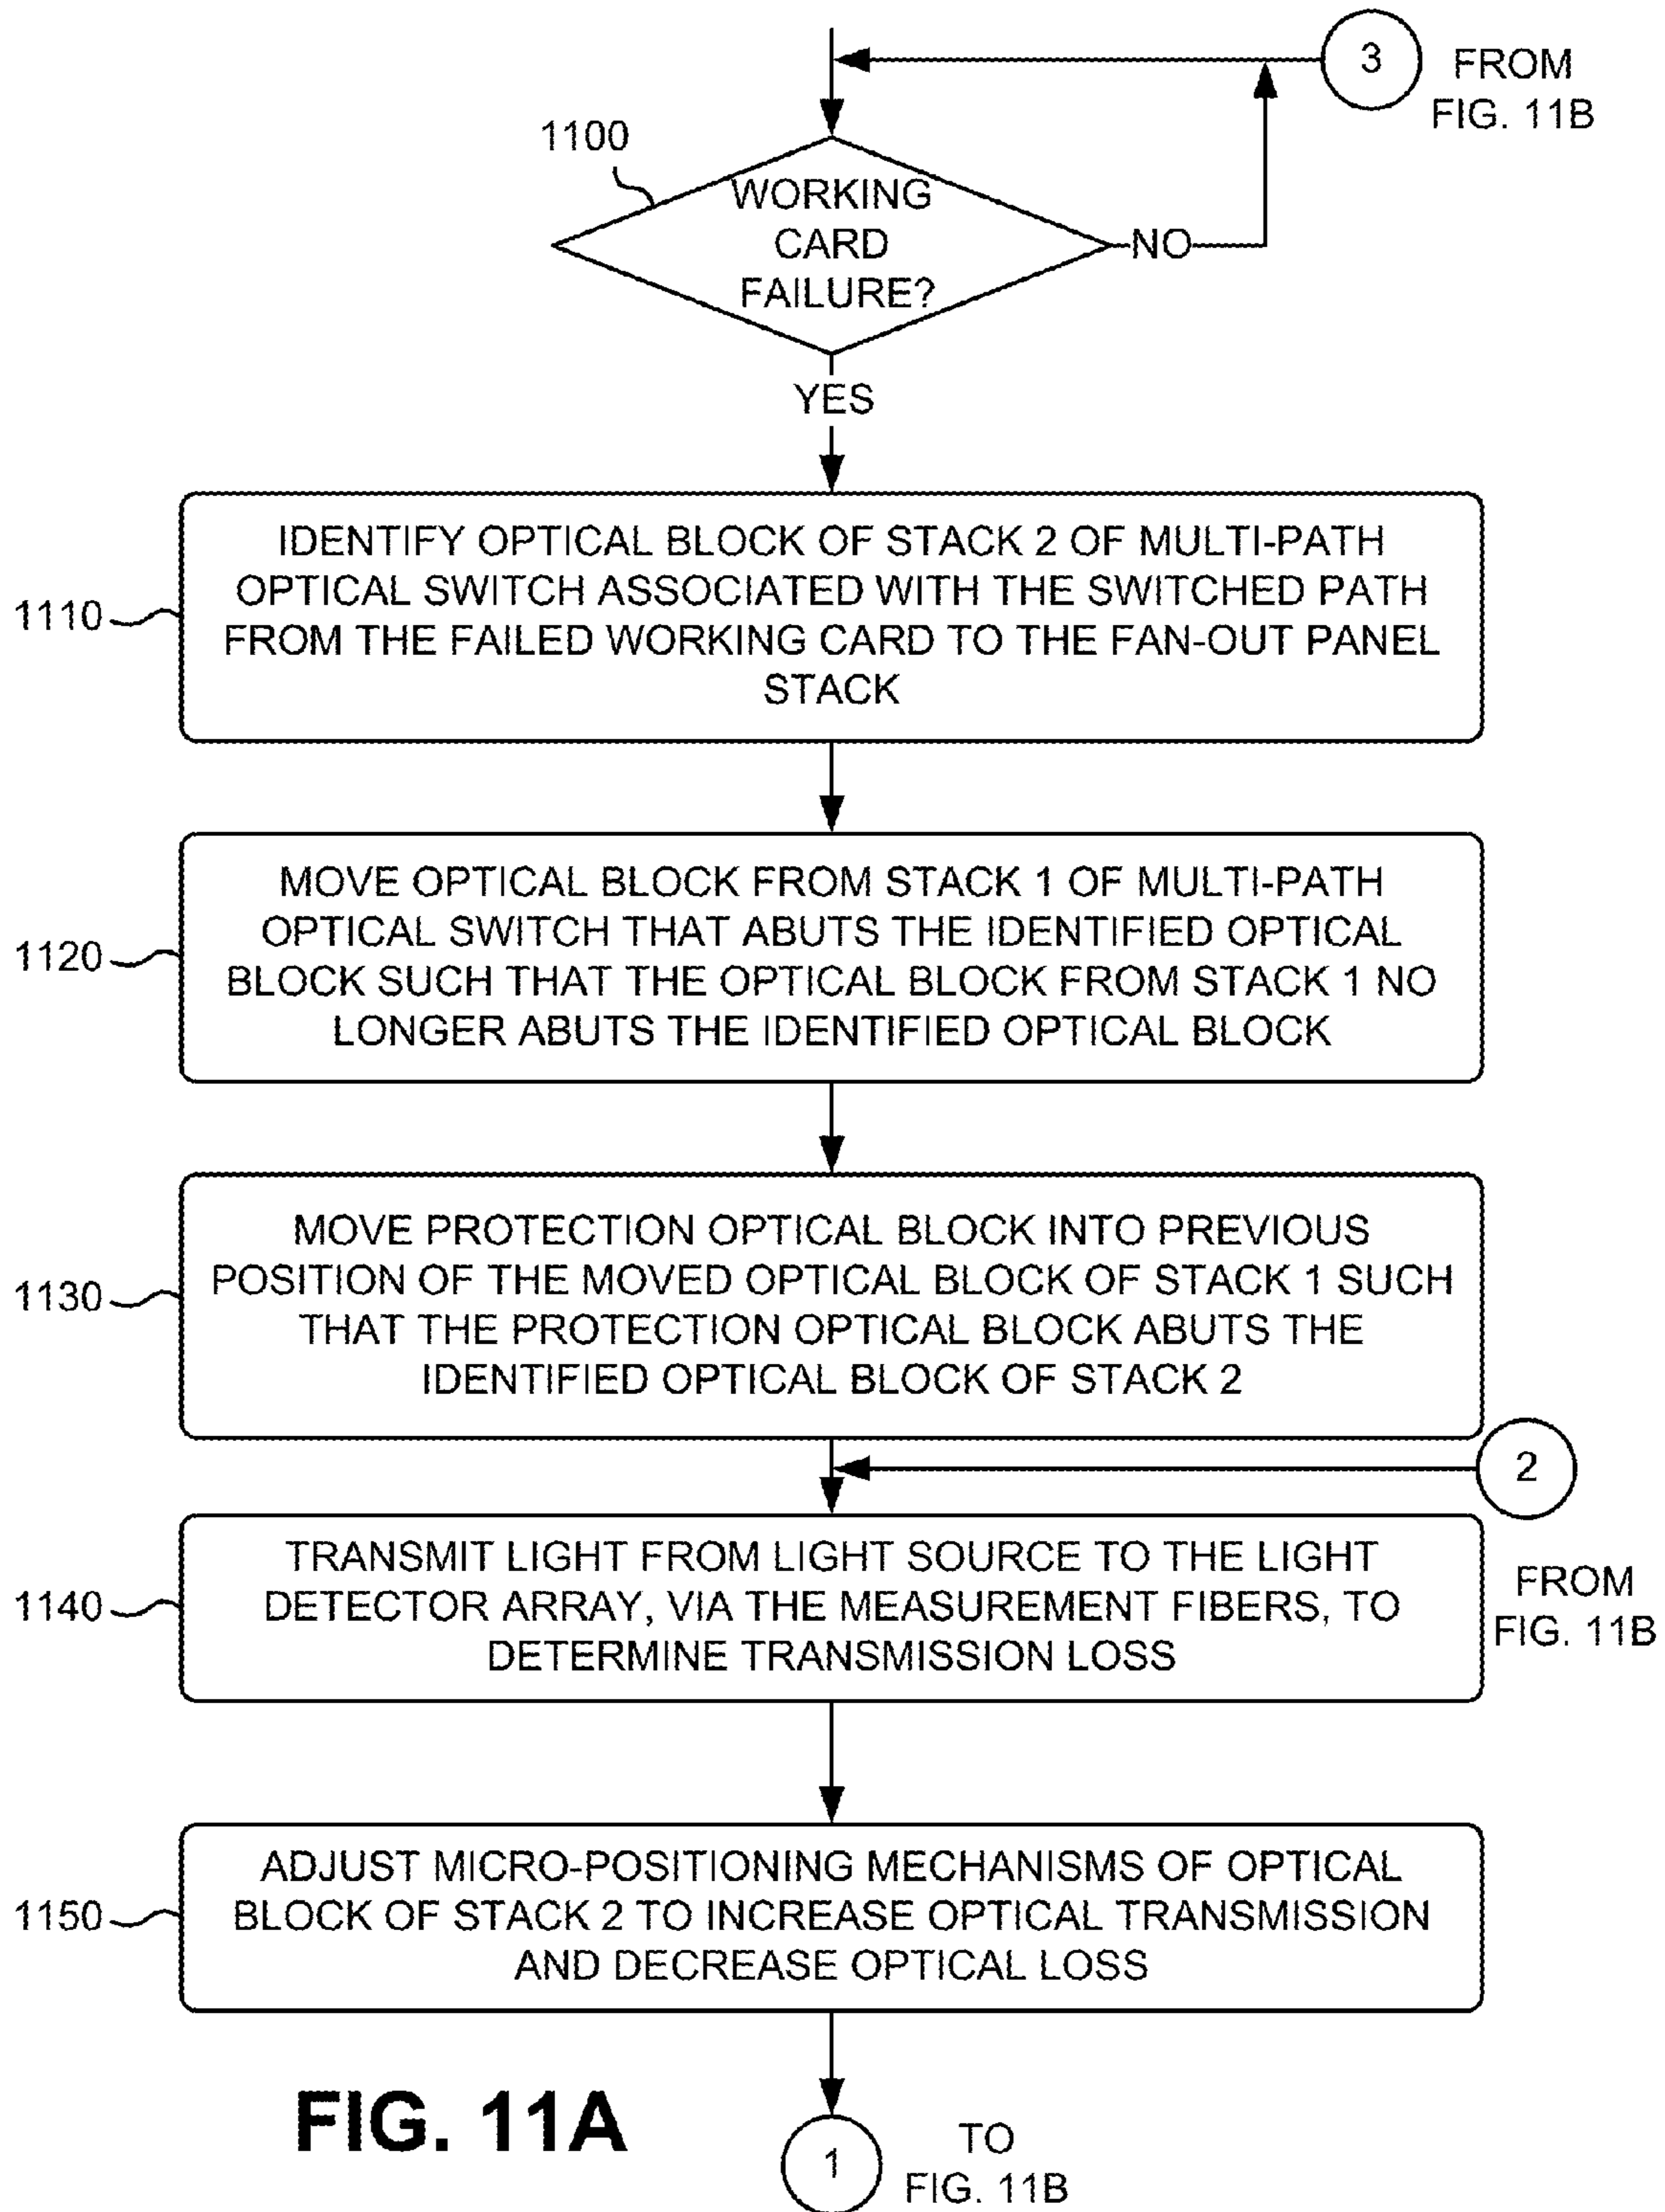 3
FROM
FIG. 11B
1100
WORKING
CARD
FAILURE?
NO
YES
1110
IDENTIFY OPTICAL BLOCK OF STACK 2 OF MULTI-PATH
OPTICAL SWITCH ASSOCIATED WITH THE SWITCHED PATH
FROM THE FAILED WORKING CARD TO THE FAN-OUT PANEL
STACK
1120
MOVE OPTICAL BLOCK FROM STACK 1 OF MULTI-PATH
OPTICAL SWITCH THAT ABUTS THE IDENTIFIED OPTICAL
BLOCK SUCH THAT THE OPTICAL BLOCK FROM STACK 1 NO
LONGER ABUTS THE IDENTIFIED OPTICAL BLOCK
1130
MOVE PROTECTION OPTICAL BLOCK INTO PREVIOUS
POSITION OF THE MOVED OPTICAL BLOCK OF STACK 1 SUCH
THAT THE PROTECTION OPTICAL BLOCK ABUTS THE
IDENTIFIED OPTICAL BLOCK OF STACK 2
2
FROM
FIG. 11B
1140
TRANSMIT LIGHT FROM LIGHT SOURCE TO THE LIGHT
DETECTOR ARRAY, VIA THE MEASUREMENT FIBERS, TO
DETERMINE TRANSMISSION LOSS
1150
ADJUST MICRO-POSITIONING MECHANISMS OF OPTICAL
BLOCK OF STACK 2 TO INCREASE OPTICAL TRANSMISSION
AND DECREASE OPTICAL LOSS
FIG. 11A
1
TO
FIG. 11B